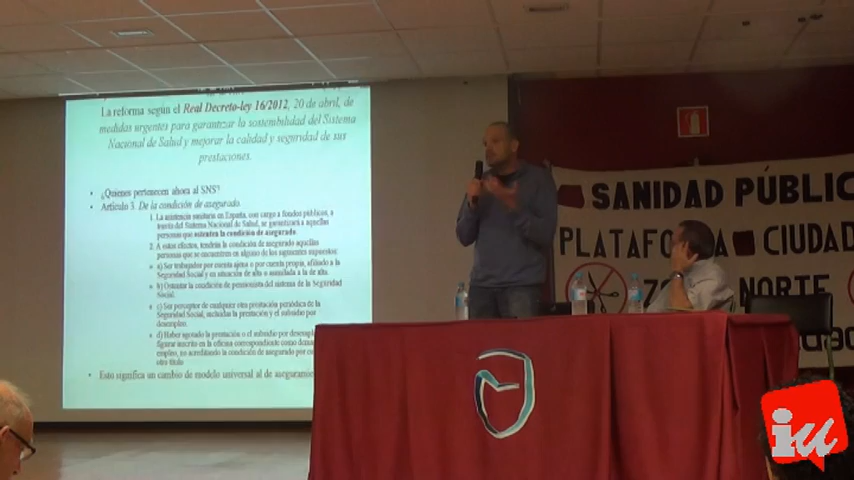 La reforma según el Real Decreto-ley 16/2012, 20 de abril, de
medidas urgentes para garantizar la sostenibilidad del Sistema
Nacional de Salud y mejorar la calidad y seguridad de sus
prestaciones.
• ¿Quienes pertenecen ahora al SNS?
• Artículo 3. De la condición de asegurado.
1. La asistencia sanitaria en España, con cargo a fondos públicos, a
través del Sistema Nacional de Salud, se garantizará a aquellas
personas que ostenten la condición de asegurado.
2. A estos efectos, tendrán la condición de asegurado aquellas
personas que se encuentren en alguno de los siguientes supuestos:
a) Ser trabajador por cuenta ajena o por cuenta propia, afiliado a la
Seguridad Social y en situación de alta o asimilada a la de alta.
b) Ostentar la condición de pensionista del sistema de la Seguridad
Social.
c) Ser perceptor de cualquier otra prestación periódica de la
Seguridad Social, incluidas la prestación y el subsidio por
desempleo.
d) Haber agotado la prestación o el subsidio por desempleo
figurar inscrito en la oficina correspondiente como
empleo, no acreditando la condición de asegurado por
otro título
• Esto significa un cambio de modelo universal al de
SANIDAD PÚBLIC
PLATAFO A CIUDAD
ZO NORTE
iu